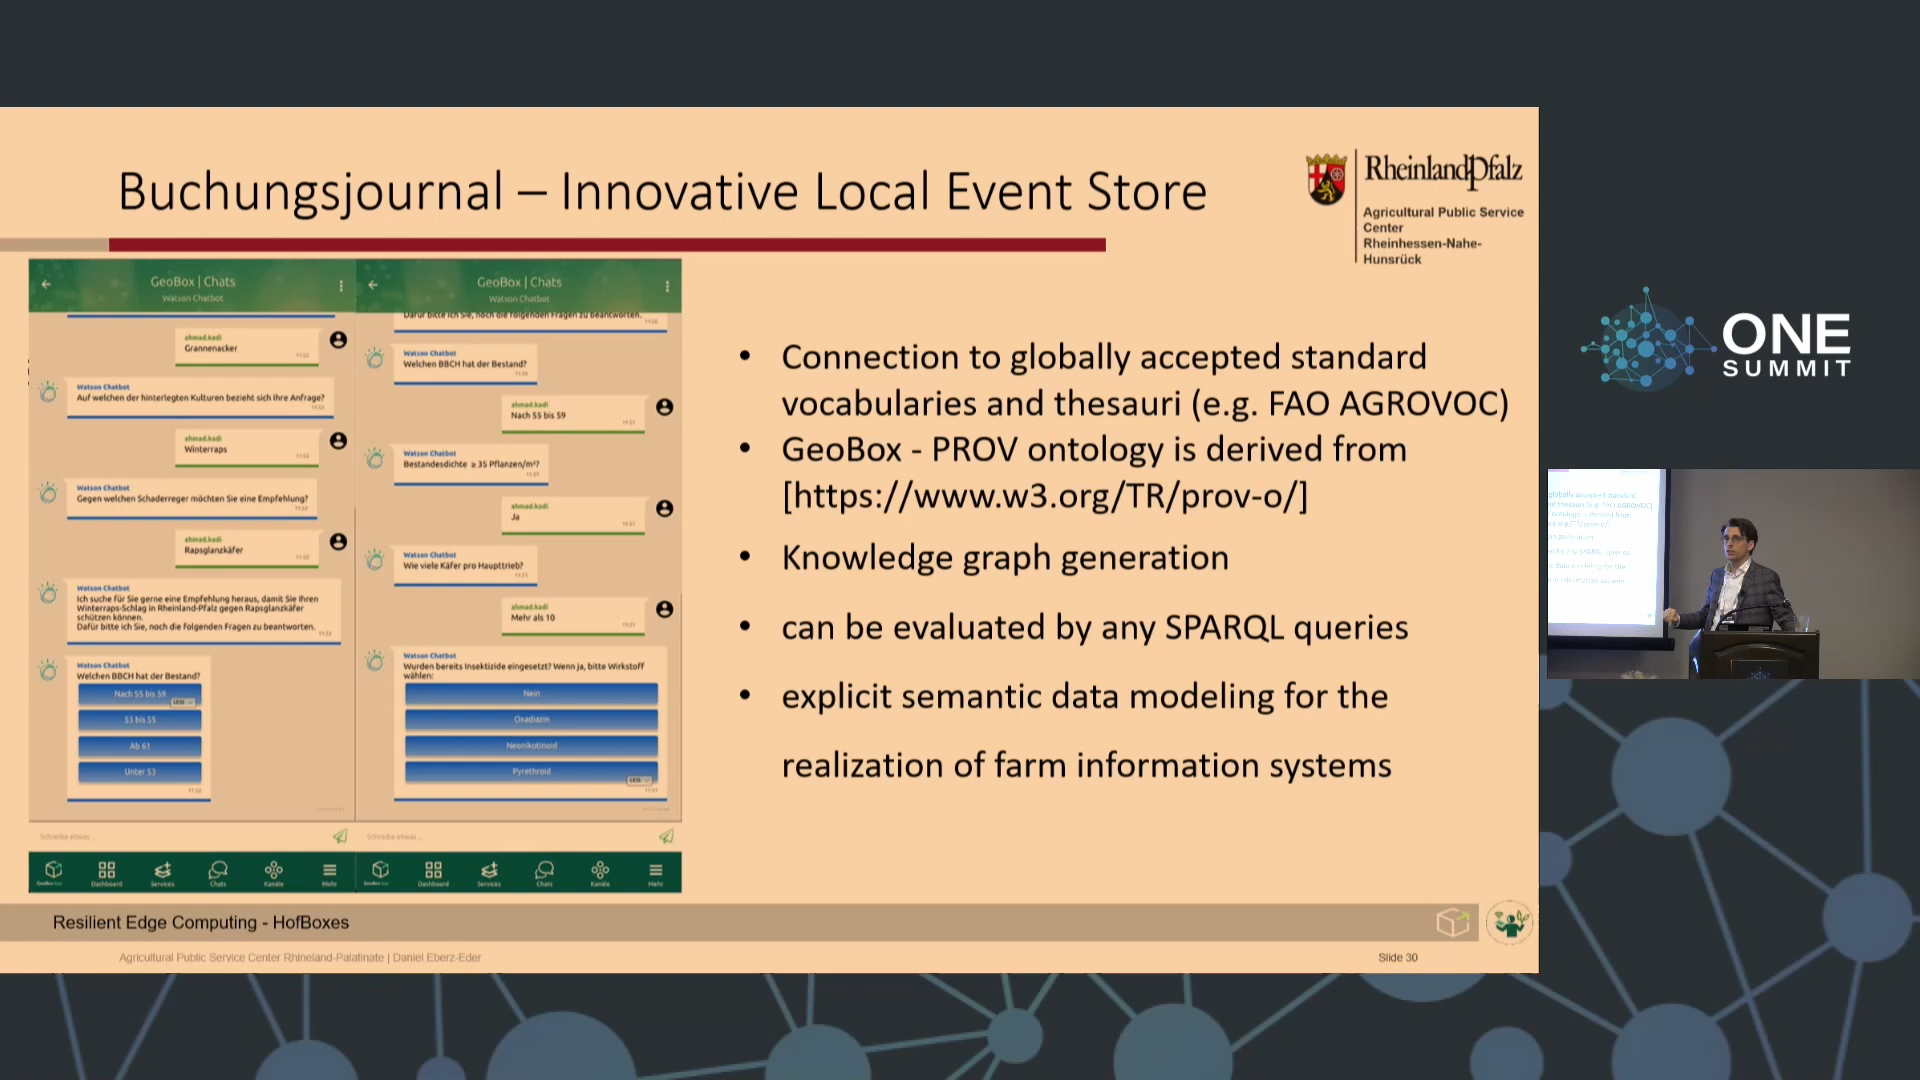 Buchungsjournal – Innovative Local Event Store
RheinlandPfalz
Agricultural Public Service
Center
Rheinhessen-Nahe-
Hunsrück
GeoBox | Chats
Watson Chatbot
ahmad.kadi
Grannenacker
11:52
Watson Chatbot
Auf welchen der hinterlegten Kulturen bezieht sich Ihre Anfrage?
ahmad.kadi
Winterraps
Watson Chatbot
Gegen welchen Schaderreger möchten Sie eine Empfehlung?
ahmad.kadi
Rapsglanzkäfer
Watson Chatbot
Ich suche für Sie gerne eine Empfehlung heraus, damit Sie Ihren
Winterraps-Schlag in Rheinland-Pfalz gegen Rapsglanzkäfer
schützen können.
Dafür bitte ich Sie, noch die folgenden Fragen zu beantworten.
Watson Chatbot
Welchen BBCH hat der Bestand?
Nach 55 bis 59
53 bis 55
Ab 61
Unter 53
Schreibe etwas...
GeoBox
Dashboard
Services
Chats
Kanäle
Mehr
GeoBox | Chats
Watson Chatbot
Dafür bitte ich Sie, noch die folgenden Fragen zu beantworten.
Watson Chatbot
Welchen BBCH hat der Bestand?
ahmad.kadi
Nach 55 bis 59
Watson Chatbot
Bestandesdichte ≥ 35 Pflanzen/m²?
ahmad.kadi
Ja
Watson Chatbot
Wie viele Käfer pro Haupttrieb?
ahmad.kadi
Mehr als 10
Watson Chatbot
Wurden bereits Insektizide eingesetzt? Wenn ja, bitte Wirkstoff
wählen:
Nein
Oxadiazin
Neonikotinoid
Pyrethroid
Schreibe etwas...
GeoBox
Dashboard
Services
Chats
Kanäle
Mehr
• Connection to globally accepted standard
vocabularies and thesauri (e.g. FAO AGROVOC)
• GeoBox - PROV ontology is derived from
[https://www.w3.org/TR/prov-o/]
• Knowledge graph generation
• can be evaluated by any SPARQL queries
• explicit semantic data modeling for the
realization of farm information systems
Resilient Edge Computing - HofBoxes
Agricultural Public Service Center Rhineland-Palatinate | Daniel Eberz-Eder
Slide 30
ONE
SUMMIT